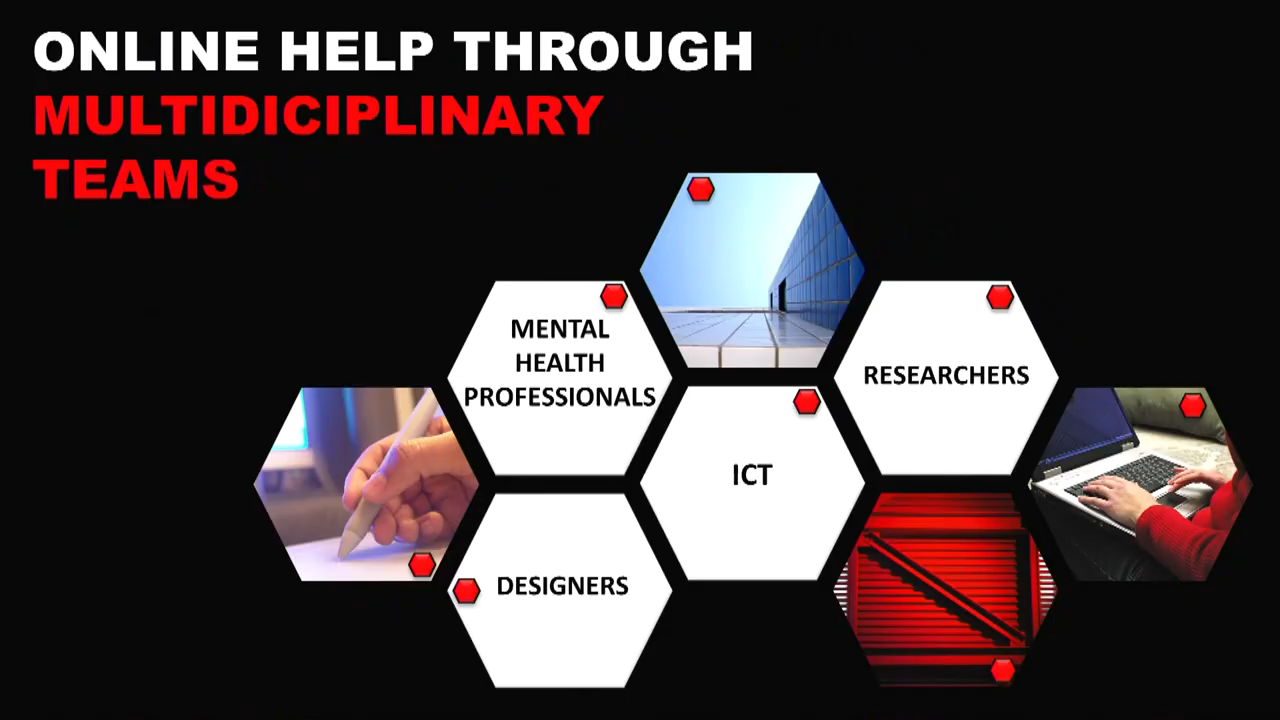 ONLINE HELP THROUGH
MULTIDICIPLINARY
TEAMS
MENTAL
HEALTH
PROFESSIONALS
RESEARCHERS
ICT
DESIGNERS